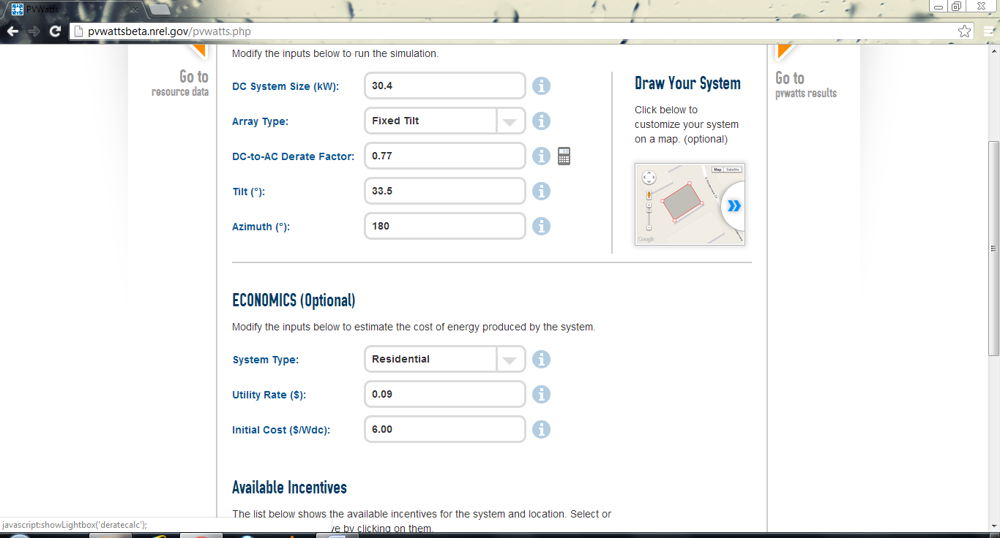 PVWatts
pvwattsbeta.nrel.gov/pvwatts.php
Modify the inputs below to run the simulation.
Go to
resource data
DC System Size (kW):
30.4
Array Type:
Fixed Tilt
DC-to-AC Derate Factor:
0.77
Tilt (°):
33.5
Azimuth (°):
180
Draw Your System
Click below to
customize your system
on a map. (optional)
Map Satellite
Google
Go to
pvwatts results
ECONOMICS (Optional)
Modify the inputs below to estimate the cost of energy produced by the system.
System Type:
Residential
Utility Rate ($):
0.09
Initial Cost ($/Wdc):
6.00
Available Incentives
The list below shows the available incentives for the system and location. Select or
ve by clicking on them.
javascript:showLightbox('deratecalc');